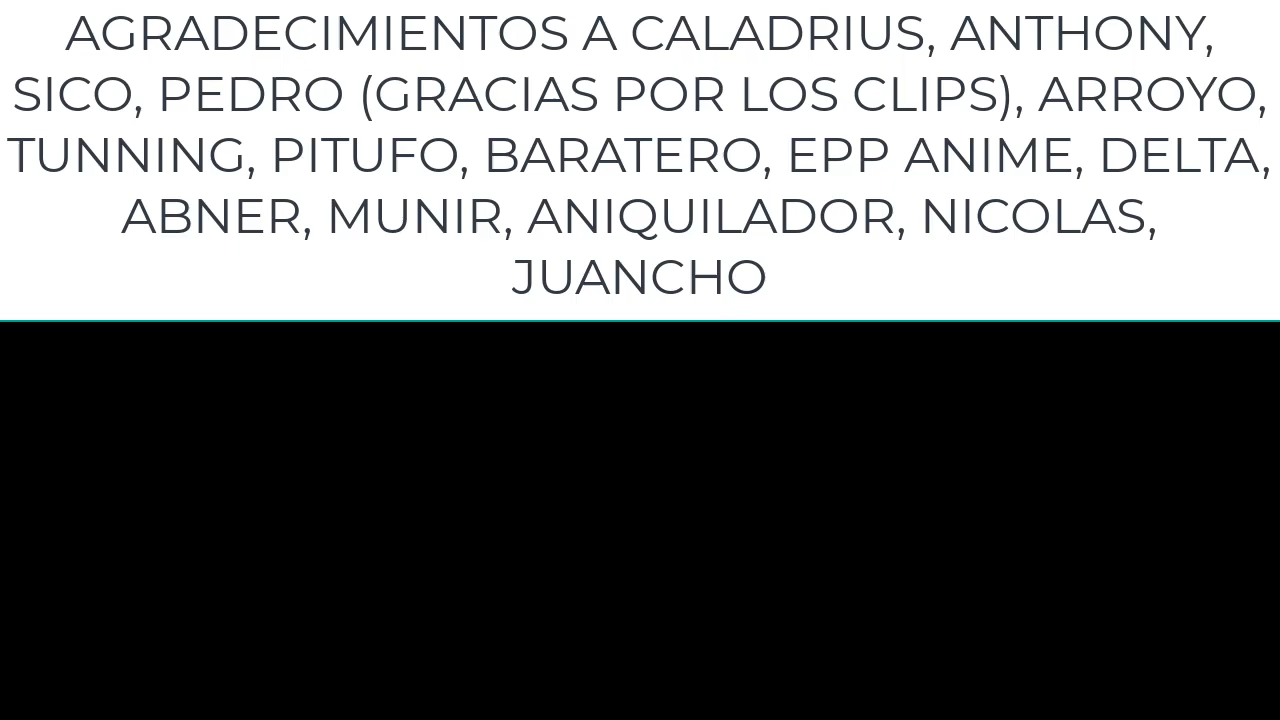 AGRADECIMIENTOS A CALADRIUS, ANTHONY,
SICO, PEDRO (GRACIAS POR LOS CLIPS), ARROYO,
TUNNING, PITUFO, BARATERO, EPP ANIME, DELTA,
ABNER, MUNIR, ANIQUILADOR, NICOLAS,
JUANCHO